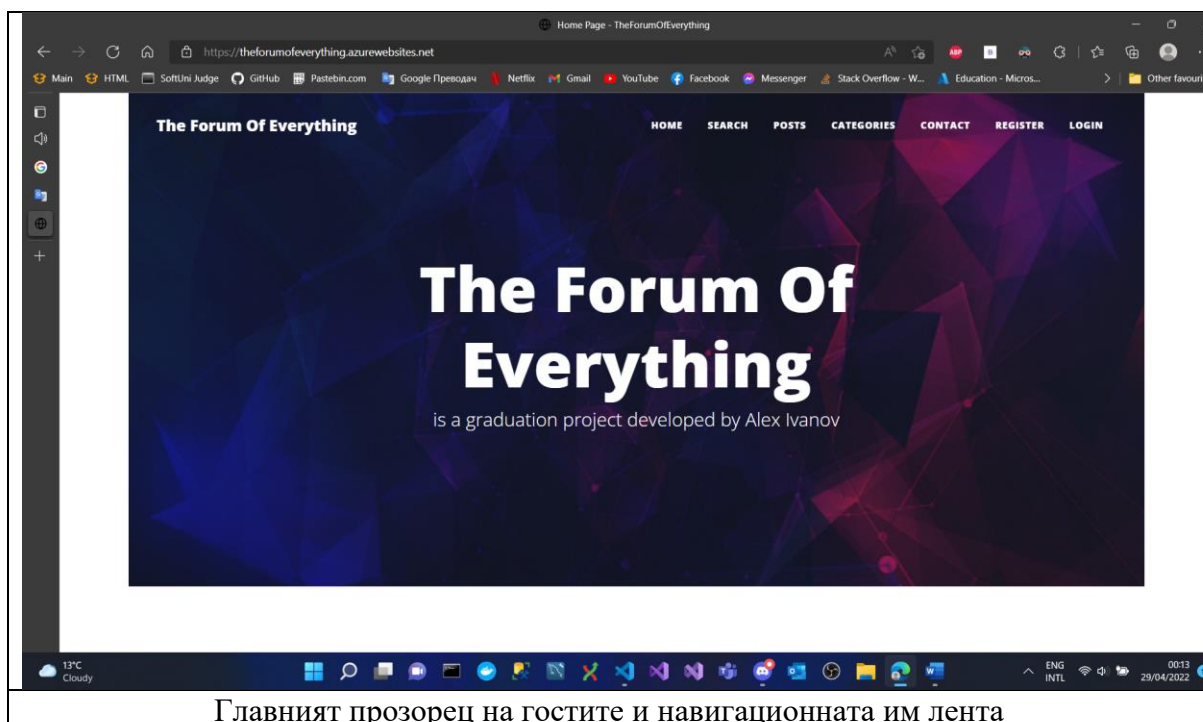 Home Page - TheForumOfEverything
https://theforumofeverything.azurewebsites.net
Main HTML SoftUni Judge GitHub Pastebin.com Google Преводач Netflix Gmail YouTube Facebook Messenger Stack Overflow - W... Education - Micros... Other favouri
The Forum Of Everything HOME SEARCH POSTS CATEGORIES CONTACT REGISTER LOGIN
The Forum Of
Everything
is a graduation project developed by Alex Ivanov
13°C
Cloudy
ENG
INTL
00:13
29/04/2022
Главният прозорец на гостите и навигационната им лента